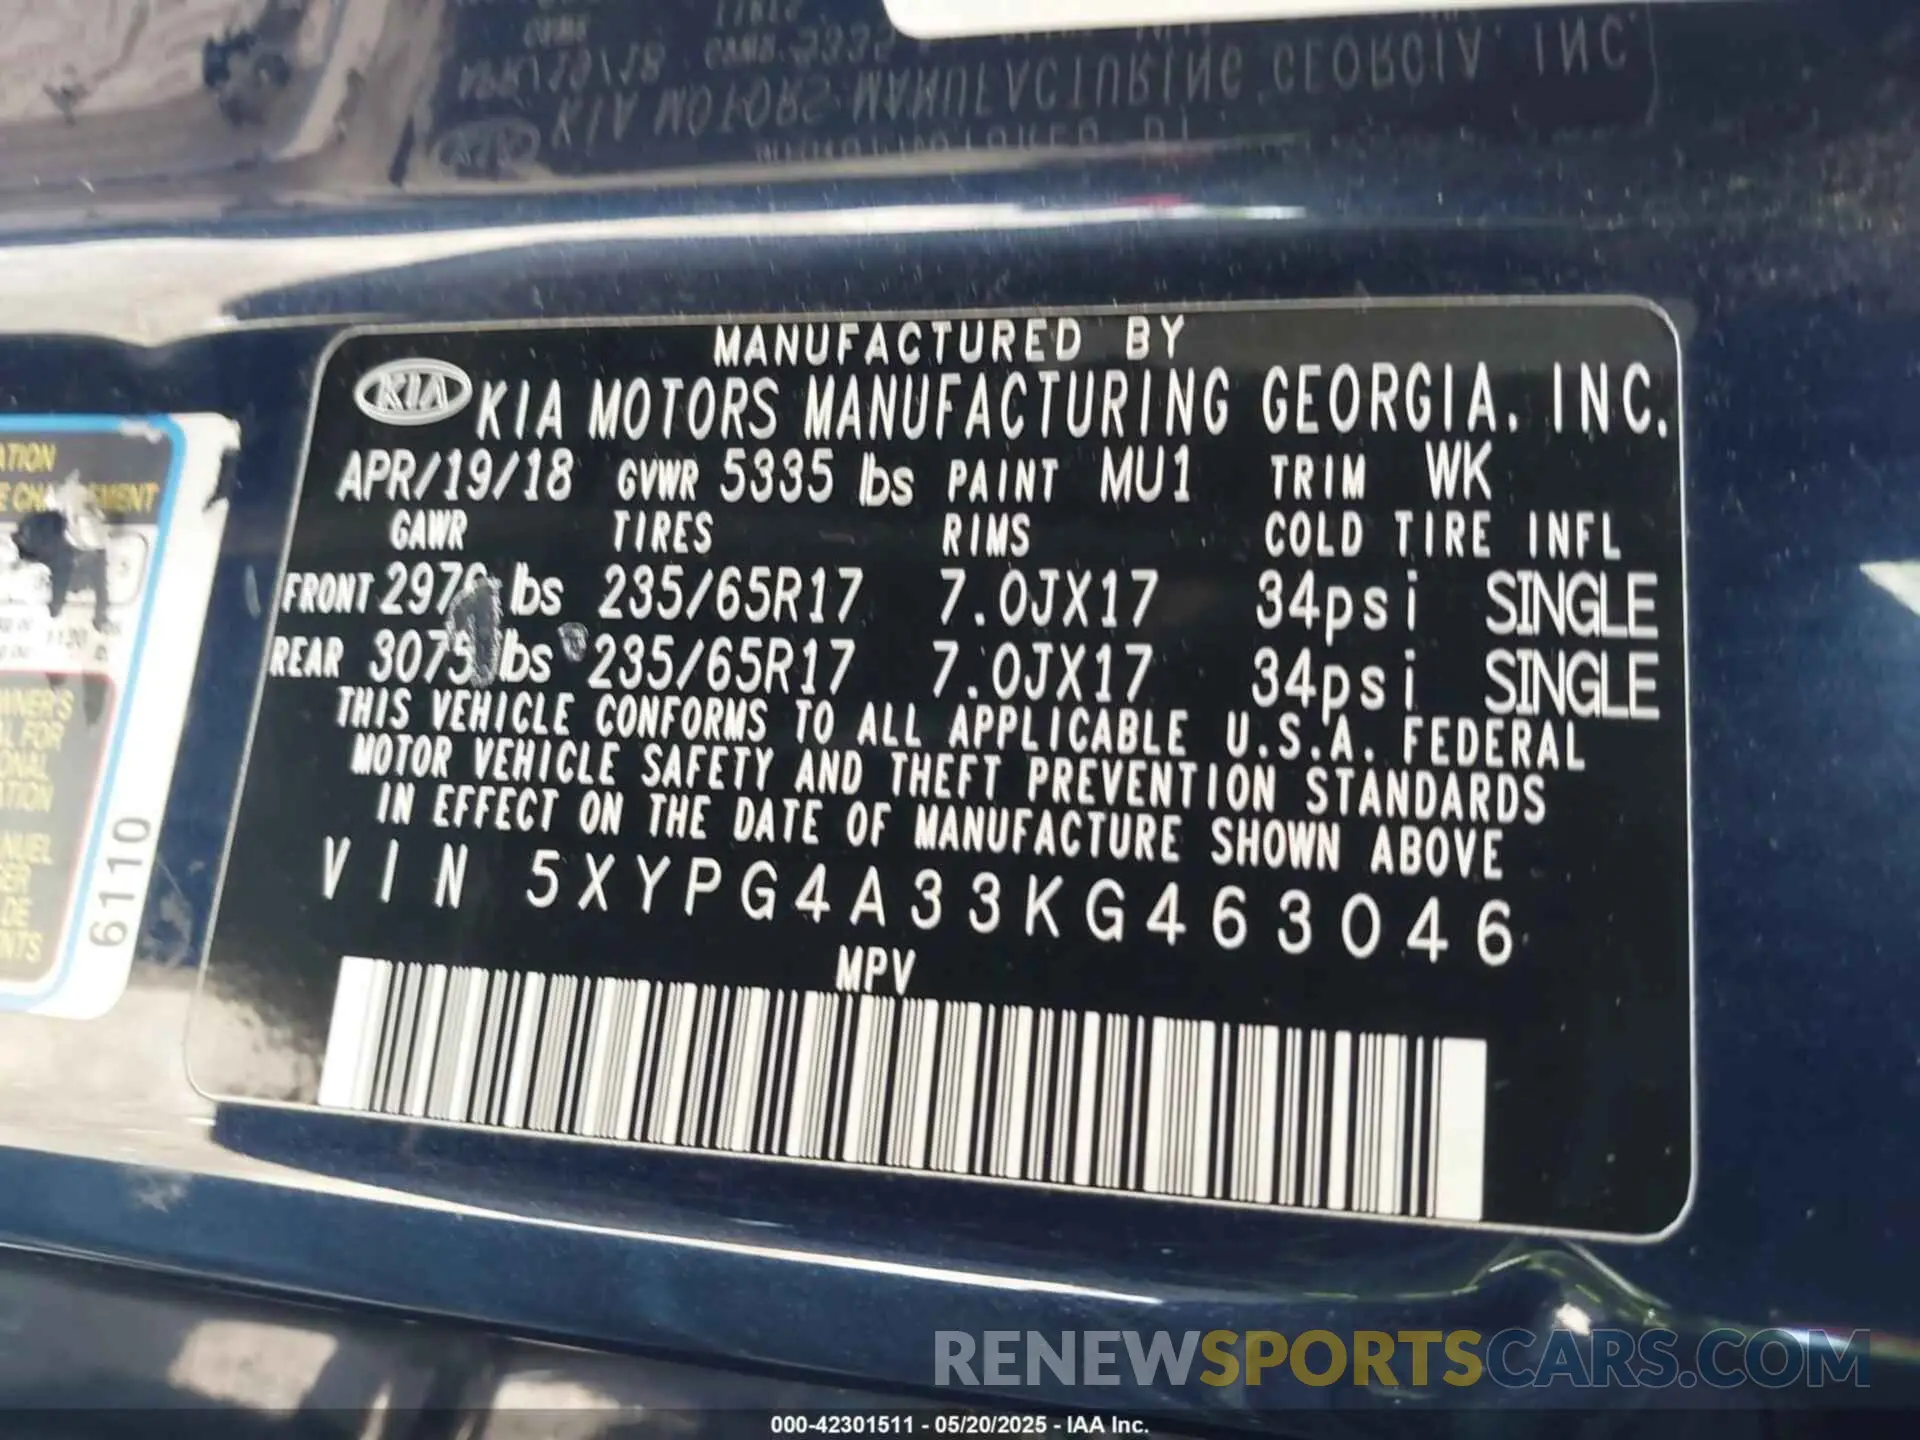 MANUFACTURED BY
KIA KIA MOTORS MANUFACTURING GEORGIA, INC.
APR/19/18 GVWR 5335 lbs PAINT MU1 TRIM WK
GAWR TIRES RIMS COLD TIRE INFL
FRONT lbs 235/65R17 7.0JX17 34psi SINGLE
REAR 3075 lbs 235/65R17 7.0JX17 34psi SINGLE
THIS VEHICLE CONFORMS TO ALL APPLICABLE U.S.A. FEDERAL
MOTOR VEHICLE SAFETY AND THEFT PREVENTION STANDARDS
IN EFFECT ON THE DATE OF MANUFACTURE SHOWN ABOVE
VIN 5XYPG4A33KG463046
MPV
6110
RENEWSPORTSCARS.COM
000-42301511 - 05/20/2025 - IAA Inc.